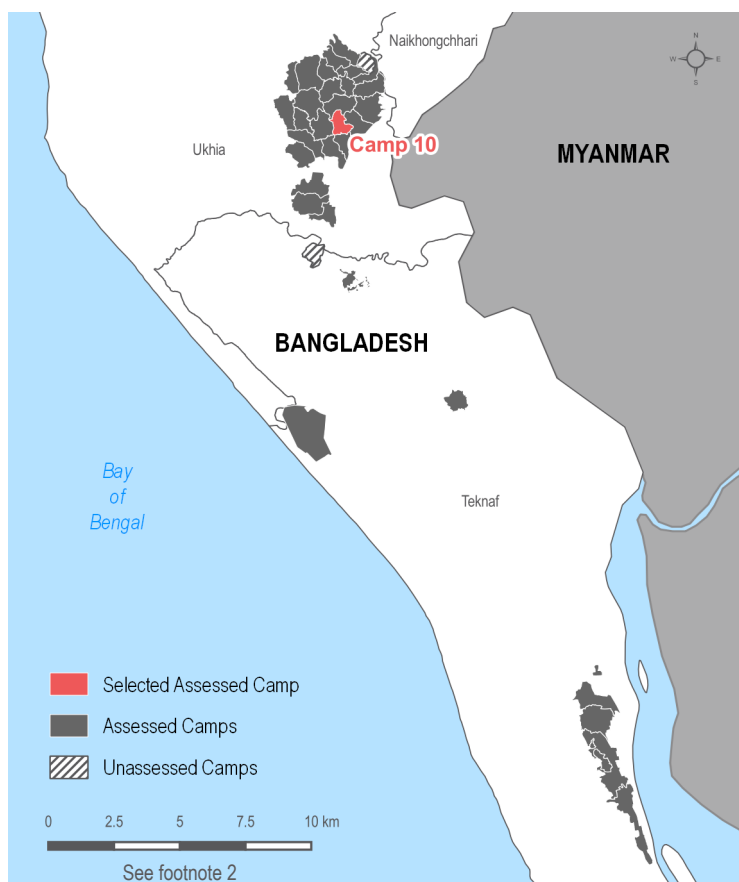 Naikhongchhari
N
W E
S
Ukhia
Camp 10
MYANMAR
BANGLADESH
Bay
of
Bengal
Teknaf
Selected Assessed Camp
Assessed Camps
Unassessed Camps
0 2.5 5 7.5 10 km
See footnote 2